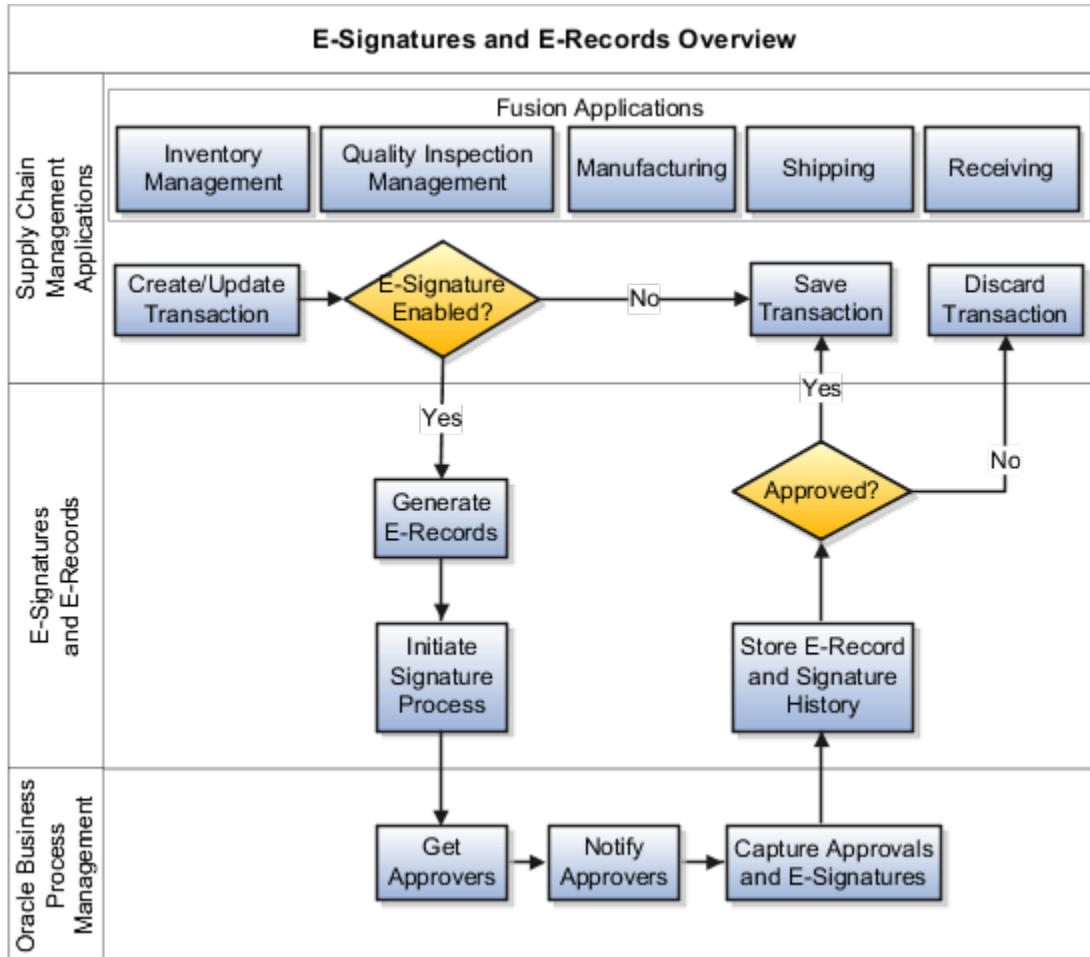 E-Signatures and E-Records Overview
Supply Chain
Management
Applications
Fusion Applications
Inventory
Management
Quality Inspection
Management
Manufacturing
Shipping
Receiving
Create/Update
Transaction
E-Signature
Enabled?
No
Save
Transaction
Discard
Transaction
Yes
Yes
E-Signatures
and E-Records
Generate
E-Records
Approved?
No
Initiate
Signature
Process
Store E-Record
and Signature
History
Oracle Business
Process
Management
Get
Approvers
Notify
Approvers
Capture Approvals
and E-Signatures